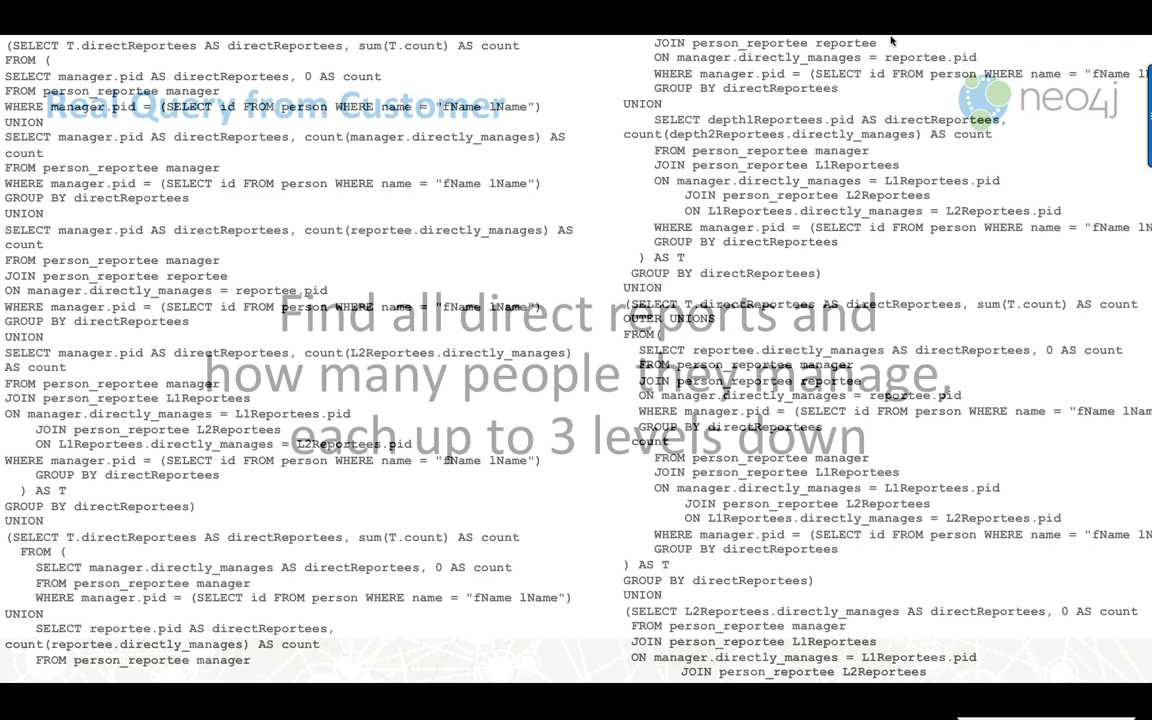 (SELECT T.directReportees AS directReportees, sum(T.count) AS count
FROM (
SELECT manager.pid AS directReportees, 0 AS count
FROM person_reportee manager
WHERE manager.pid = (SELECT id FROM person WHERE name = "fName lName")
UNION
SELECT manager.pid AS directReportees, count(manager.directly_manages) AS
count
FROM person_reportee manager
WHERE manager.pid = (SELECT id FROM person WHERE name = "fName lName")
GROUP BY directReportees
UNION
SELECT manager.pid AS directReportees, count(reportee.directly_manages) AS
count
FROM person_reportee manager
JOIN person_reportee reportee
ON manager.directly_manages = reportee.pid
WHERE manager.pid = (SELECT id FROM person WHERE name = "fName lName")
GROUP BY directReportees
UNION
SELECT manager.pid AS directReportees, count(L2Reportees.directly_manages)
AS count
FROM person_reportee manager
JOIN person_reportee L1Reportees
ON manager.directly_manages = L1Reportees.pid
JOIN person_reportee L2Reportees
ON L1Reportees.directly_manages = L2Reportees.pid
WHERE manager.pid = (SELECT id FROM person WHERE name = "fName lName")
GROUP BY directReportees
) AS T
GROUP BY directReportees)
UNION
(SELECT T.directReportees AS directReportees, sum(T.count) AS count
FROM (
SELECT manager.directly_manages AS directReportees, 0 AS count
FROM person_reportee manager
WHERE manager.pid = (SELECT id FROM person WHERE name = "fName lName")
UNION
SELECT reportee.pid AS directReportees,
count(reportee.directly_manages) AS count
FROM person_reportee manager
JOIN person_reportee reportee
ON manager.directly_manages = reportee.pid
WHERE manager.pid = (SELECT id FROM person WHERE name = "fName lN
GROUP BY directReportees
UNION
SELECT depth1Reportees.pid AS directReportees,
count(depth2Reportees.directly_manages) AS count
FROM person_reportee manager
JOIN person_reportee L1Reportees
ON manager.directly_manages = L1Reportees.pid
JOIN person_reportee L2Reportees
ON L1Reportees.directly_manages = L2Reportees.pid
WHERE manager.pid = (SELECT id FROM person WHERE name = "fName lN
GROUP BY directReportees
) AS T
GROUP BY directReportees)
UNION
(SELECT T.directReportees AS directReportees, sum(T.count) AS count
OUTER UNIONS
FROM(
SELECT reportee.directly_manages AS directReportees, 0 AS count
FROM person_reportee manager
JOIN person_reportee reportee
ON manager.directly_manages = reportee.pid
WHERE manager.pid = (SELECT id FROM person WHERE name = "fName lNam
GROUP BY directReportees
count
FROM person_reportee manager
JOIN person_reportee L1Reportees
ON manager.directly_manages = L1Reportees.pid
JOIN person_reportee L2Reportees
ON L1Reportees.directly_manages = L2Reportees.pid
WHERE manager.pid = (SELECT id FROM person WHERE name = "fName lN
GROUP BY directReportees
) AS T
GROUP BY directReportees)
UNION
(SELECT L2Reportees.directly_manages AS directReportees, 0 AS count
FROM person_reportee manager
JOIN person_reportee L1Reportees
ON manager.directly_manages = L1Reportees.pid
JOIN person_reportee L2Reportees
Real Query from Customer
neo4j
Find all direct reports and
how many people they manage,
each up to 3 levels down